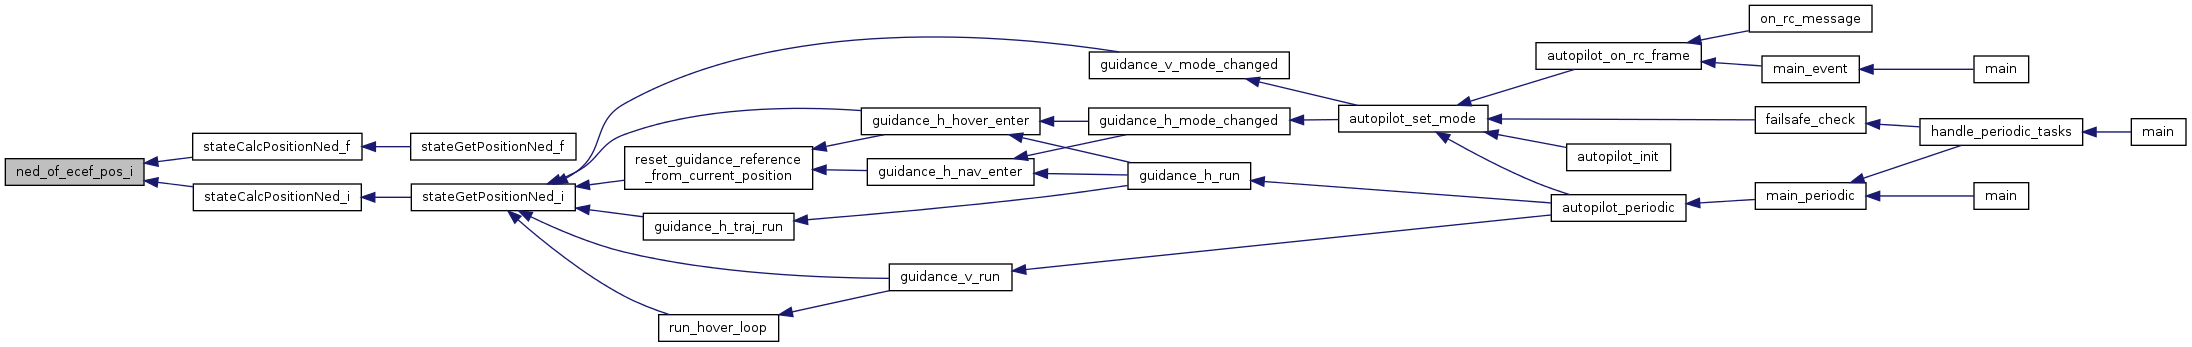 ned_of_ecef_pos_i
stateCalcPositionNed_f
stateGetPositionNed_f
stateCalcPositionNed_i
stateGetPositionNed_i
guidance_v_mode_changed
guidance_h_hover_enter
guidance_h_mode_changed
reset_guidance_reference
_from_current_position
guidance_h_nav_enter
guidance_h_run
guidance_h_traj_run
guidance_v_run
run_hover_loop
autopilot_set_mode
autopilot_on_rc_frame
on_rc_message
main_event
main
failsafe_check
handle_periodic_tasks
main
autopilot_init
autopilot_periodic
main_periodic
main